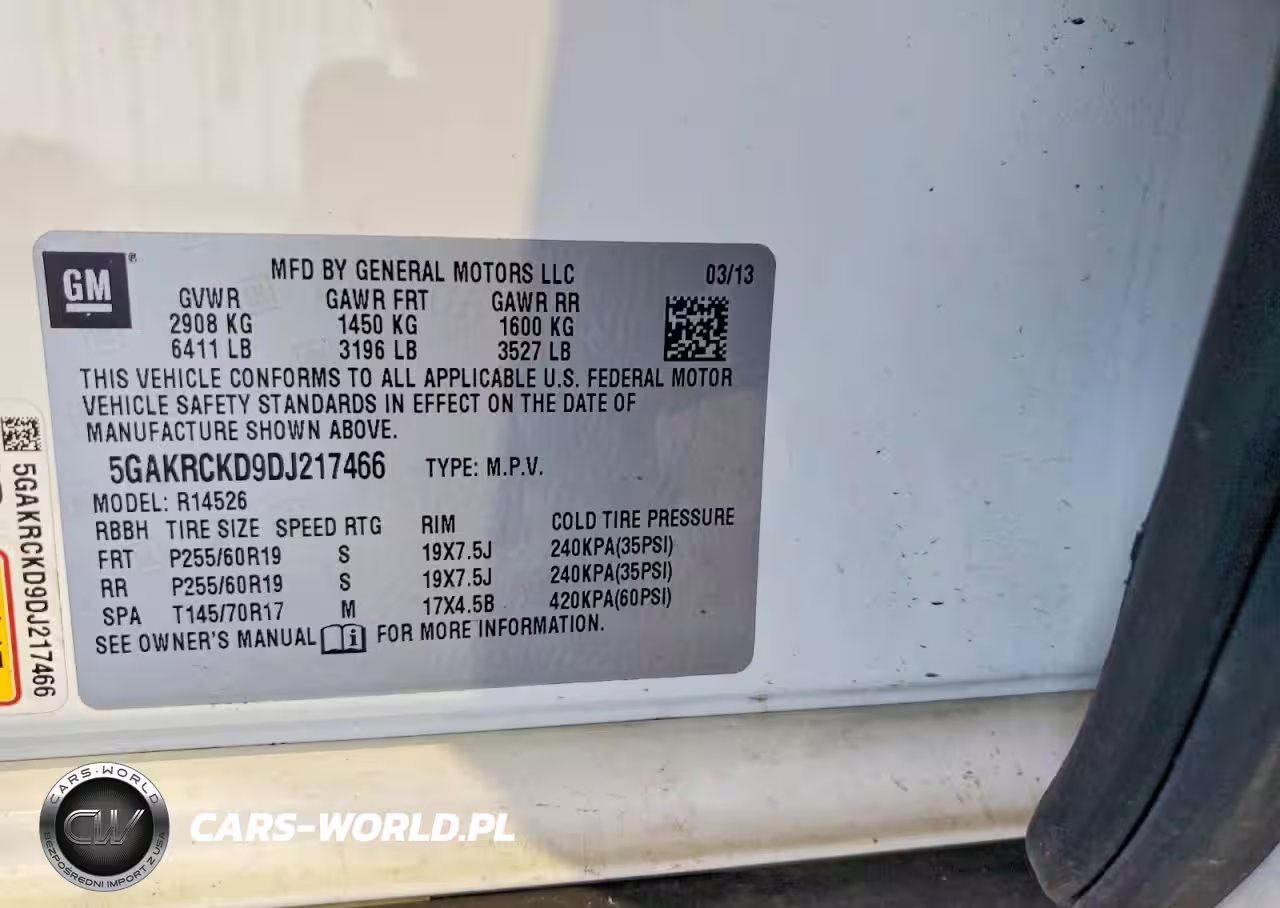 GM
MFD BY GENERAL MOTORS LLC 03/13
GVWR GAWR FRT GAWR RR
2908 KG 1450 KG 1600 KG
6411 LB 3196 LB 3527 LB
THIS VEHICLE CONFORMS TO ALL APPLICABLE U.S. FEDERAL MOTOR
VEHICLE SAFETY STANDARDS IN EFFECT ON THE DATE OF
MANUFACTURE SHOWN ABOVE.
5GAKRCKD9DJ217466 TYPE: M.P.V.
MODEL: R14526
RBBH TIRE SIZE SPEED RTG RIM COLD TIRE PRESSURE
FRT P255/60R19 S 19X7.5J 240KPA(35PSI)
RR P255/60R19 S 19X7.5J 240KPA(35PSI)
SPA T145/70R17 M 17X4.5B 420KPA(60PSI)
SEE OWNER'S MANUAL FOR MORE INFORMATION.
5GAKRCKD9DJ217466
CARS-WORLD
CW
BEZPOŚREDNI IMPORT Z USA
CARS-WORLD.PL